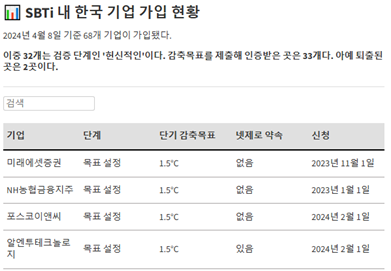 SBTi 내 한국 기업 가입 현황
2024년 4월 8일 기준 68개 기업이 가입됐다.
이중 32개는 검증 단계인 '헌신적인'이다. 감축목표를 제출해 인증받은 곳은 33개다. 아예 퇴출된
곳은 2곳이다.
검색
기업 단계 단기 감축목표 넷제로 약속 신청
미래에셋증권 목표 설정 1.5°C 없음 2023년 11월 1일
NH농협금융지주 목표 설정 1.5°C 없음 2023년 1월 1일
포스코이앤씨 목표 설정 1.5°C 없음 2024년 2월 1일
알엔투테크놀로
지 목표 설정 1.5°C 있음 2024년 2월 1일